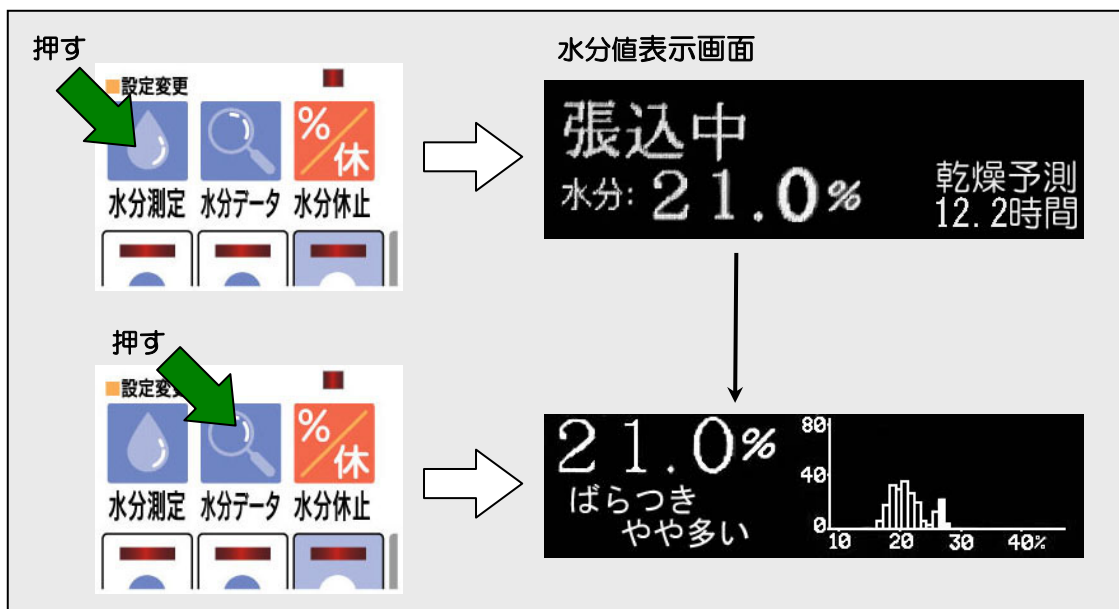 押す
水分値表示画面
■設定変更
%
休
水分測定 水分データ 水分休止
張込中
水分: 21.0%
乾燥予測
12.2時間
押す
■設定変
%
休
水分測定 水分データ 水分休止
21.0%
ばらつき
やや多い
80
40
0
10 20 30 40%